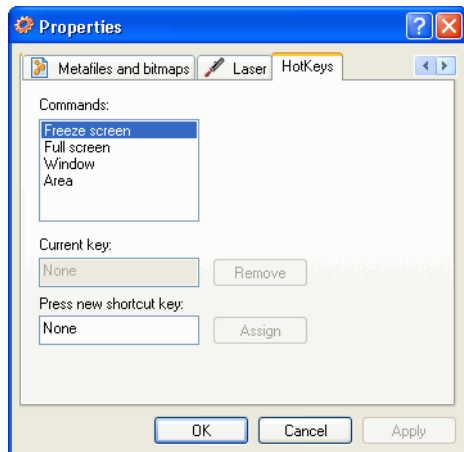 Properties
Metafiles and bitmaps Laser HotKeys
Commands:
Freeze screen
Full screen
Window
Area
Current key:
None Remove
Press new shortcut key:
None Assign
OK Cancel Apply